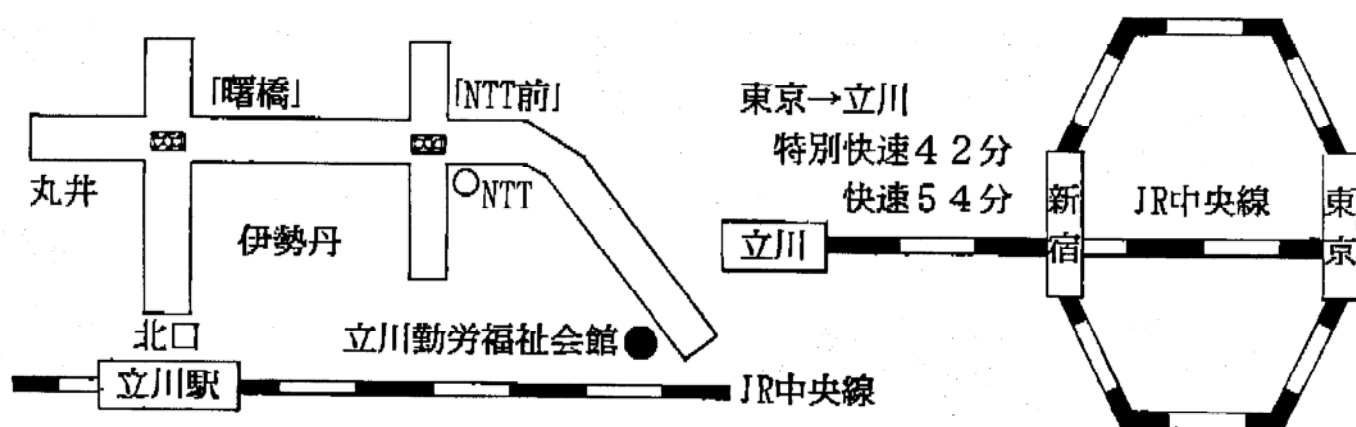 「曙橋」
「NTT前」
丸井
NTT
伊勢丹
北口
立川勤労福祉会館
立川駅
JR中央線
東京→立川
特別快速42分
快速54分
立川
新宿
JR中央線
東京